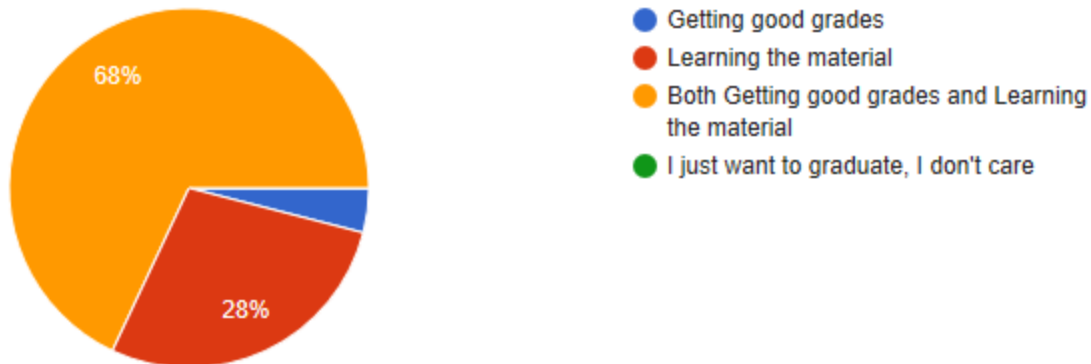 68%
28%
Getting good grades
Learning the material
Both Getting good grades and Learning
the material
I just want to graduate, I don't care